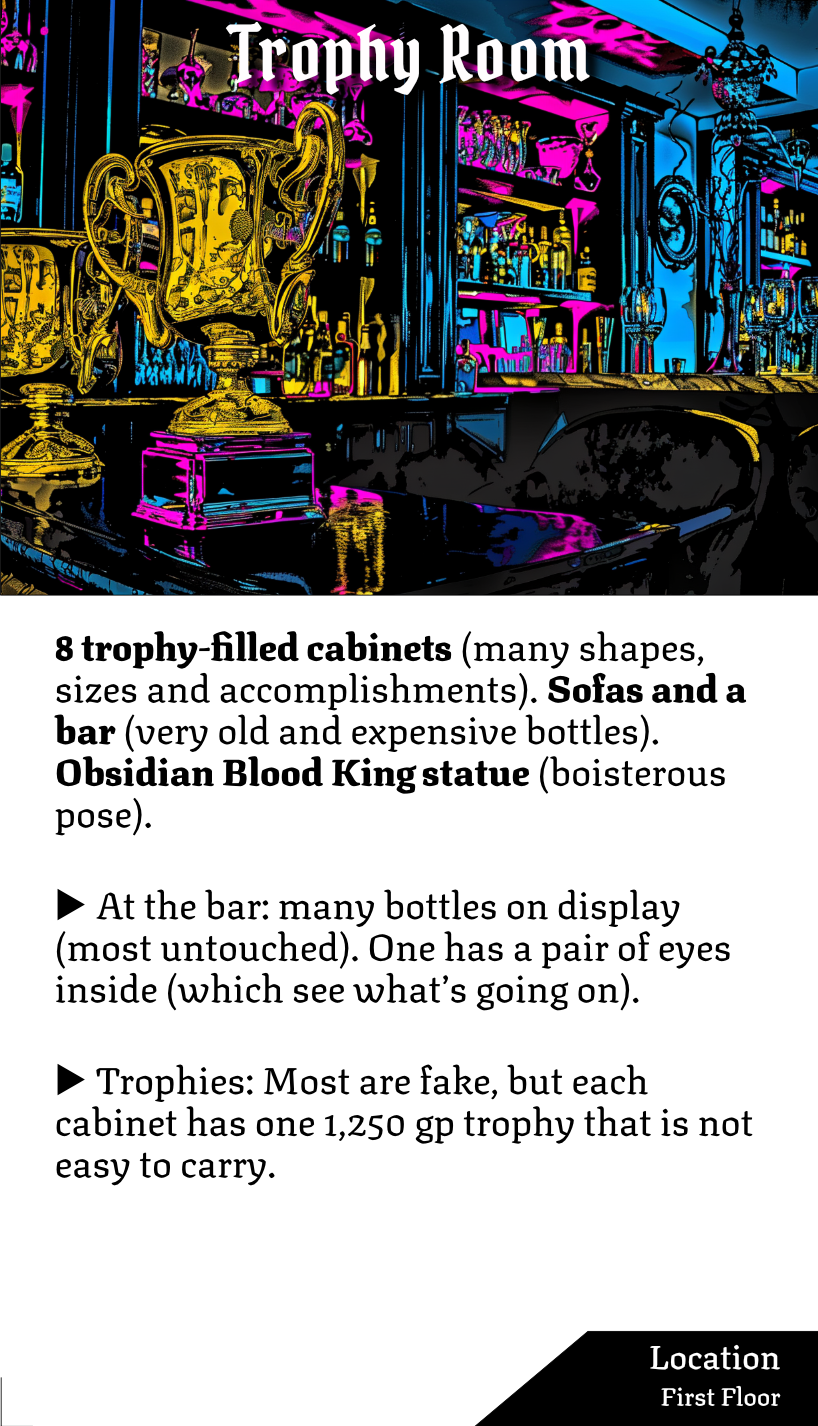 Trophy Room
8 trophy-filled cabinets (many shapes,
sizes and accomplishments). Sofas and a
bar (very old and expensive bottles).
Obsidian Blood King statue (boisterous
pose).
▶ At the bar: many bottles on display
(most untouched). One has a pair of eyes
inside (which see what’s going on).
▶ Trophies: Most are fake, but each
cabinet has one 1,250 gp trophy that is not
easy to carry.
Location
First Floor